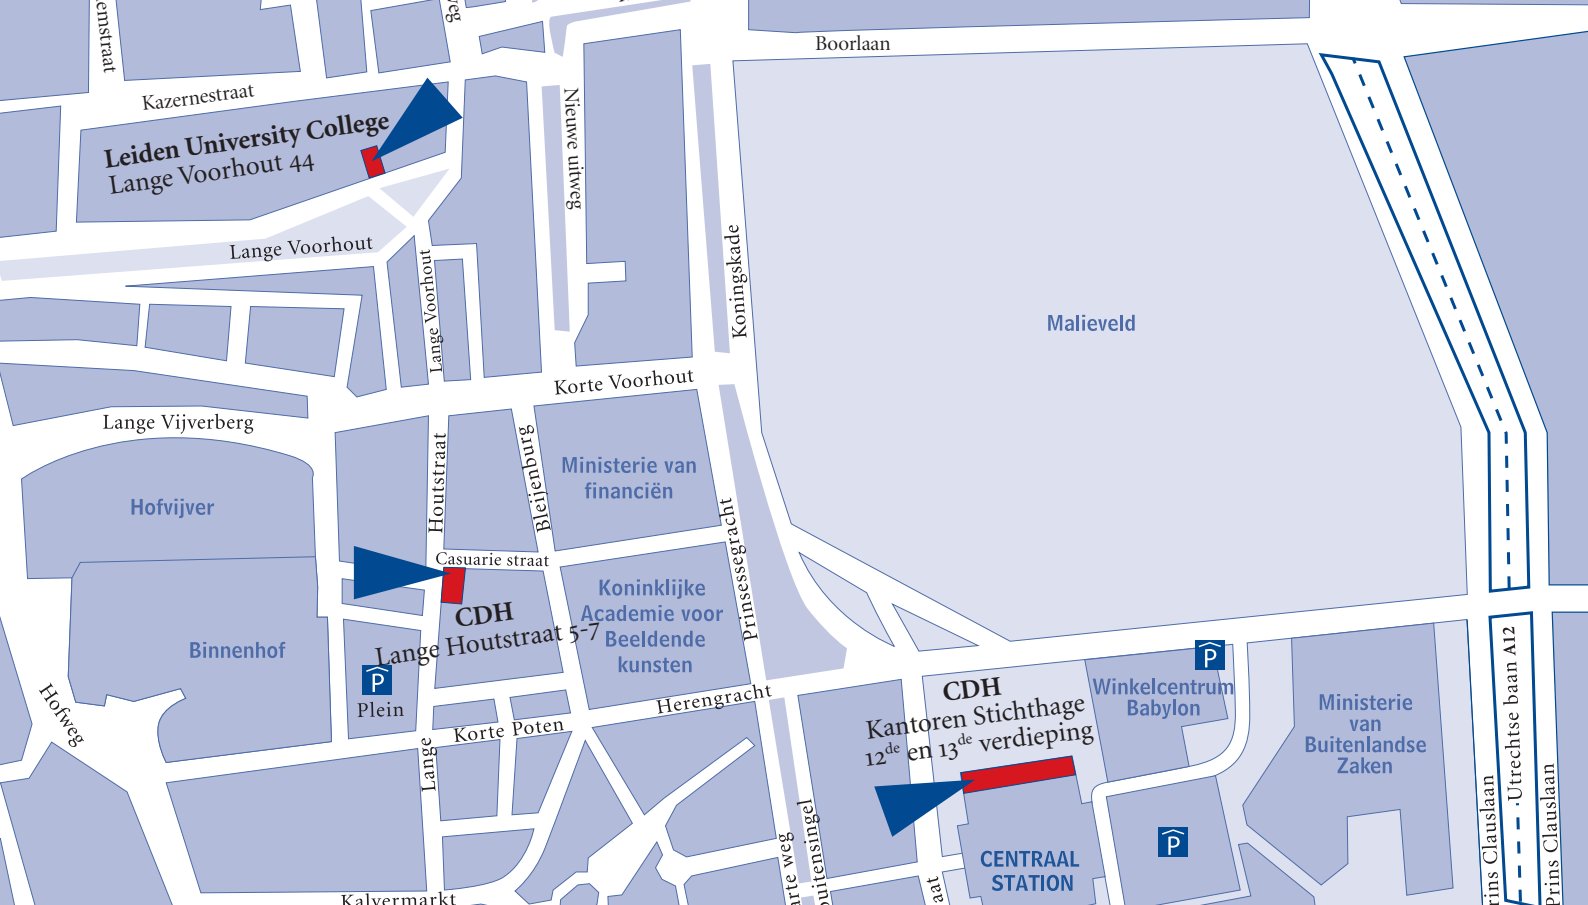 Boorlaan
Kazernestraat
Leiden University College
Lange Voorhout 44
Nieuwe uitweg
Koningskade
Lange Voorhout
Lange Voorhout
Malieveld
Korte Voorhout
Lange Vijverberg
Houtstraat
Bleijenburg
Ministerie van
financiën
Hofvijver
Prinsessegracht
Casuarie straat
CDH
Lange Houtstraat 5-7
Koninklijke
Academie voor
Beeldende
kunsten
Binnenhof
P
Plein
Hofweg
Herengracht
Korte Poten
Lange
CDH
Kantoren Stichthage
12de en 13de verdieping
P
Winkelcentrum
Babylon
Ministerie
van
Buitenlandse
Zaken
Utrechtse baan A12
Prins Clauslaan
P
CENTRAAL
STATION
Kalvermarkt